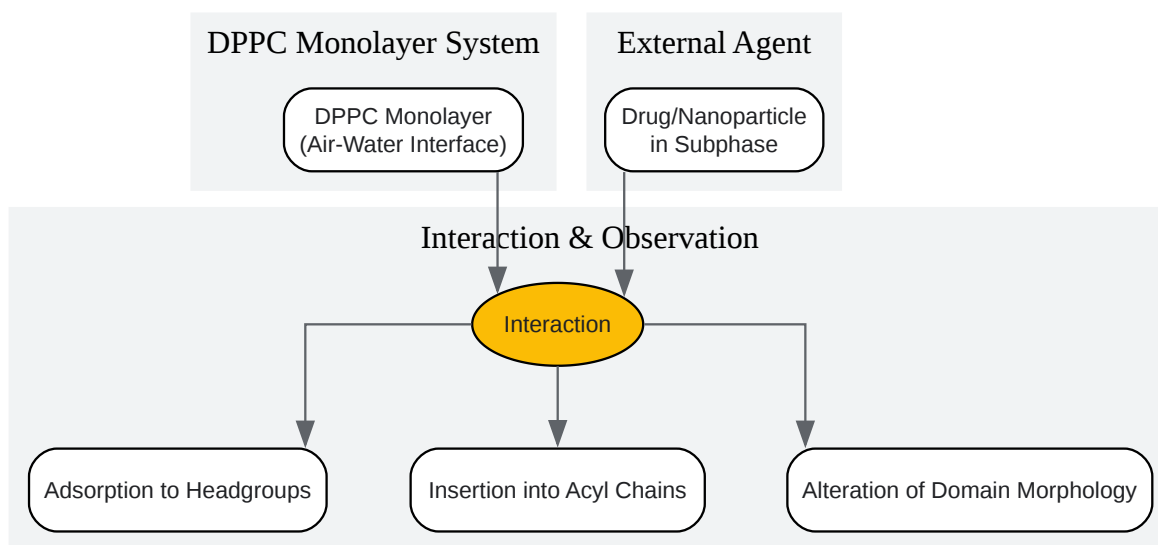 DPPC Monolayer System
External Agent
DPPC Monolayer
(Air-Water Interface)
Drug/Nanoparticle
in Subphase
Interaction & Observation
Interaction
Adsorption to Headgroups
Insertion into Acyl Chains
Alteration of Domain Morphology